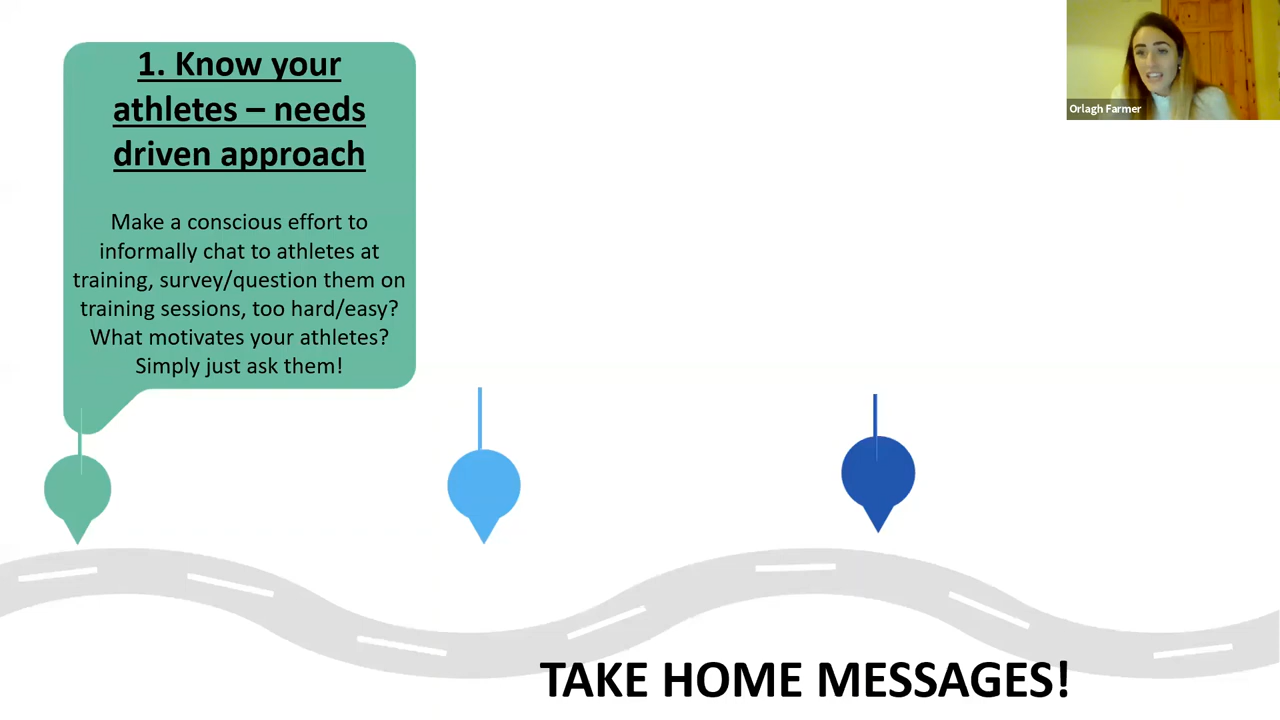 1. Know your
athletes – needs
driven approach
Make a conscious effort to
informally chat to athletes at
training, survey/question them on
training sessions, too hard/easy?
What motivates your athletes?
Simply just ask them!
Orlagh Farmer
TAKE HOME MESSAGES!